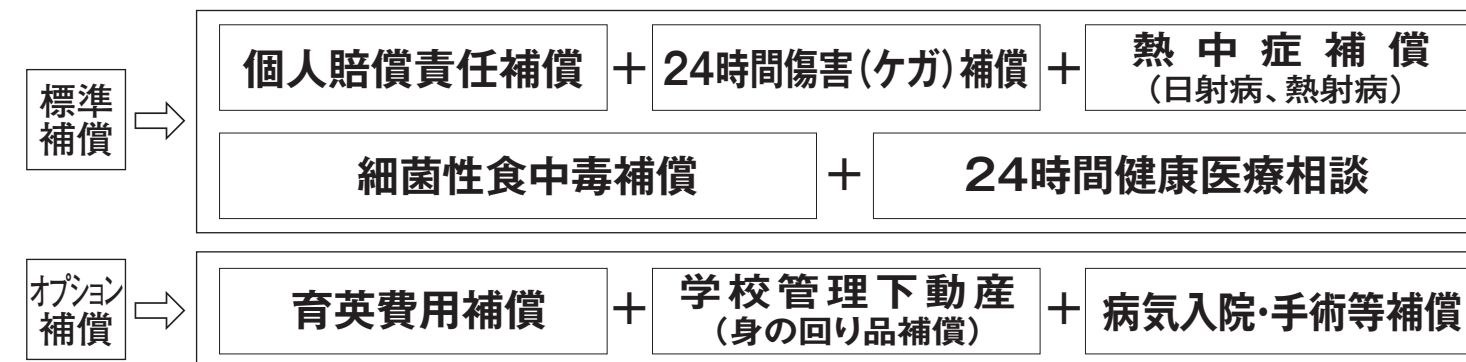 標準
補償
個人賠償責任補償 + 24時間傷害(ケガ)補償 + 熱中症補償
(日射病、熱射病)
細菌性食中毒補償 + 24時間健康医療相談
オプション
補償
育英費用補償 + 学校管理下動産
(身の回り品補償)
+ 病気入院・手術等補償